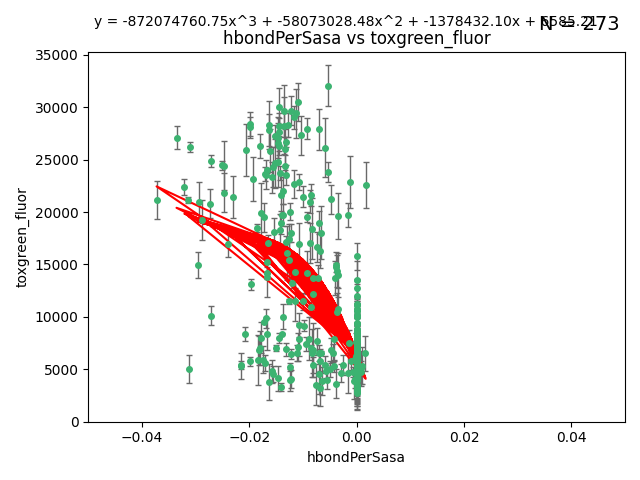 y = -872074760.75x^3 + -58073028.48x^2 + -1378432.10x + 5585.21
N = 273
hbondPerSasa vs toxgreen_fluor
35000
30000
25000
20000
15000
10000
5000
0
toxgreen_fluor
−0.04 −0.02 0.00 0.02 0.04
hbondPerSasa